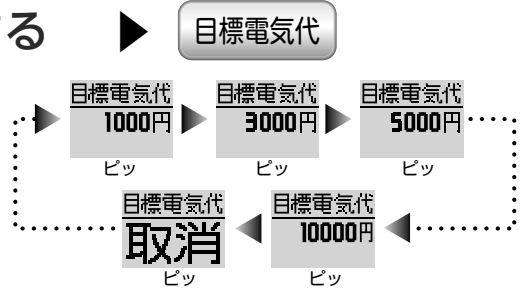 する
目標電気代
目標電気代
1000円
ピッ
目標電気代
3000円
ピッ
目標電気代
5000円
ピッ
目標電気代
10000円
ピッ
目標電気代
取消
ピッ